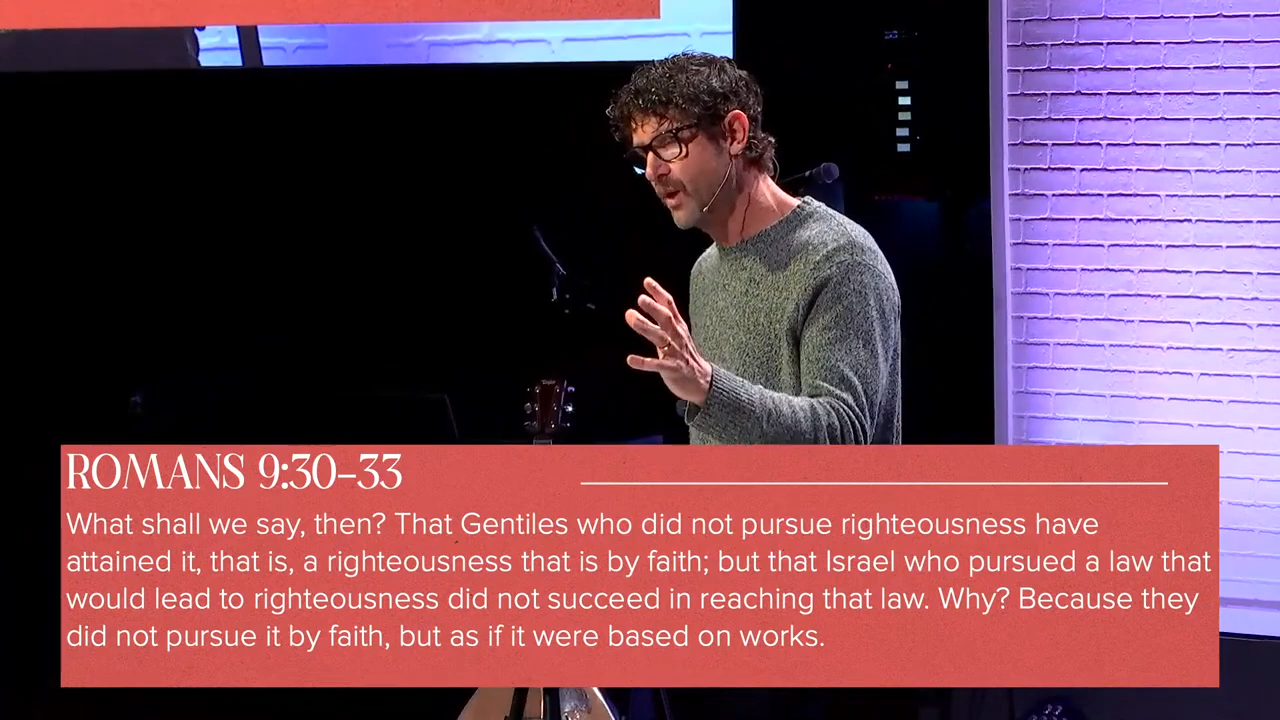 ROMANS 9:30–33
What shall we say, then? That Gentiles who did not pursue righteousness have
attained it, that is, a righteousness that is by faith; but that Israel who pursued a law that
would lead to righteousness did not succeed in reaching that law. Why? Because they
did not pursue it by faith, but as if it were based on works.